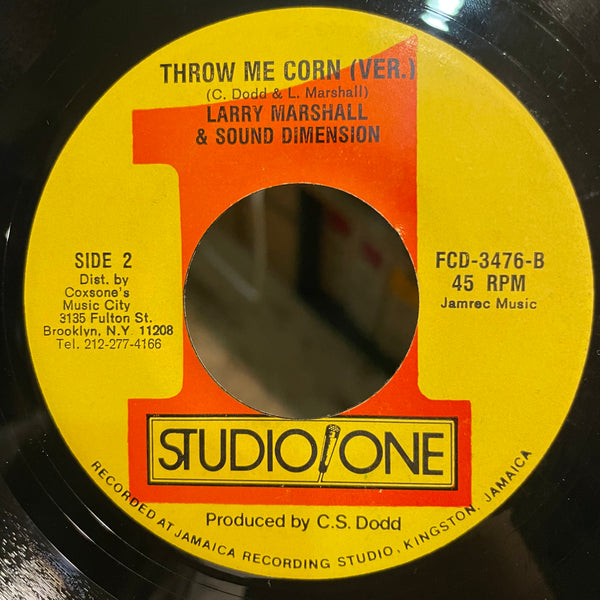 THROW ME CORN (VER.)
(C. Dodd & L. Marshall)
LARRY MARSHALL
& SOUND DIMENSION
SIDE 2
Dist. by
Coxsone's
Music City
3135 Fulton St.
Brooklyn, N.Y. 11208
Tel. 212-277-4166
FCD-3476-B
45 RPM
Jamrec Music
STUDIO ONE
Produced by C.S. Dodd
RECORDED AT JAMAICA RECORDING STUDIO, KINGSTON, JAMAICA